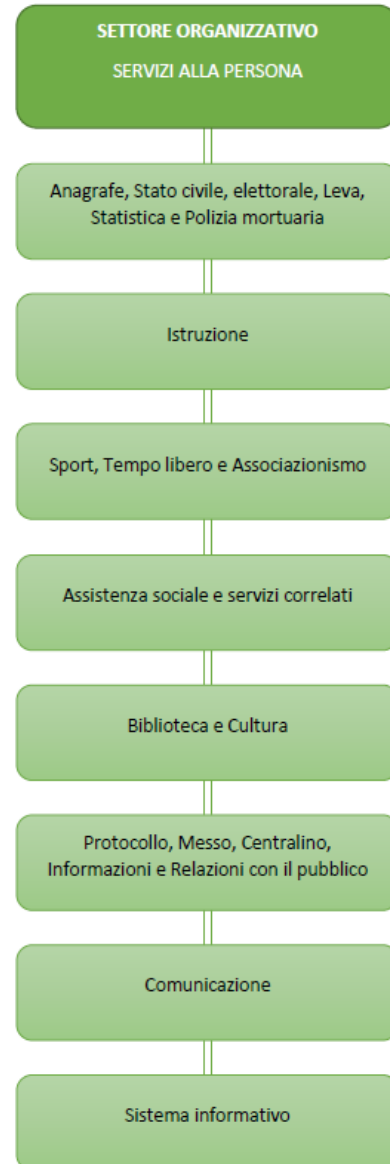 SETTORE ORGANIZZATIVO
SERVIZI ALLA PERSONA
Anagrafe, Stato civile, elettorale, Leva,
Statistica e Polizia mortuaria
Istruzione
Sport, Tempo libero e Associazionismo
Assistenza sociale e servizi correlati
Biblioteca e Cultura
Protocollo, Messo, Centralino,
Informazioni e Relazioni con il pubblico
Comunicazione
Sistema informativo